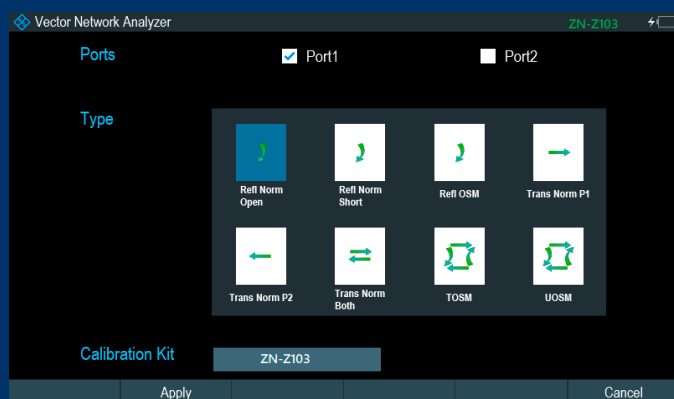 Vector Network Analyzer
ZN-Z103
Ports
Port1
Port2
Type
Refl Norm
Open
Refl Norm
Short
Refl OSM
Trans Norm P1
Trans Norm P2
Trans Norm
Both
TOSM
UOSM
Calibration Kit
ZN-Z103
Apply
Cancel